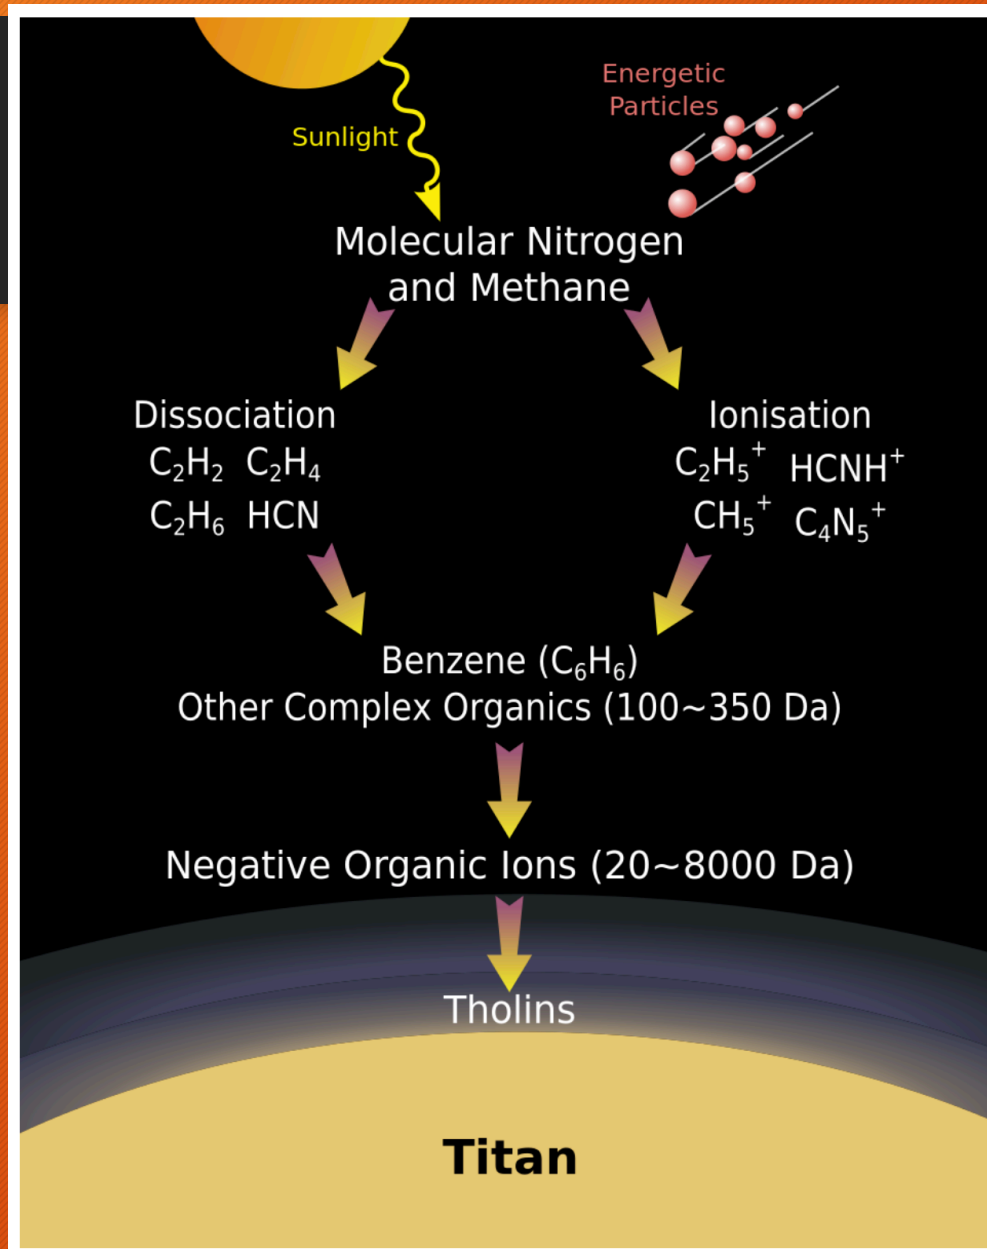 Energetic
Particles
Sunlight
Molecular Nitrogen
and Methane
Dissociation
C₂H₂ C₂H₄
C₂H₆ HCN
Ionisation
C₂H₅⁺ HCNH⁺
CH₅⁺ C₄N₅⁺
Benzene (C₆H₆)
Other Complex Organics (100~350 Da)
Negative Organic Ions (20~8000 Da)
Tholins
Titan